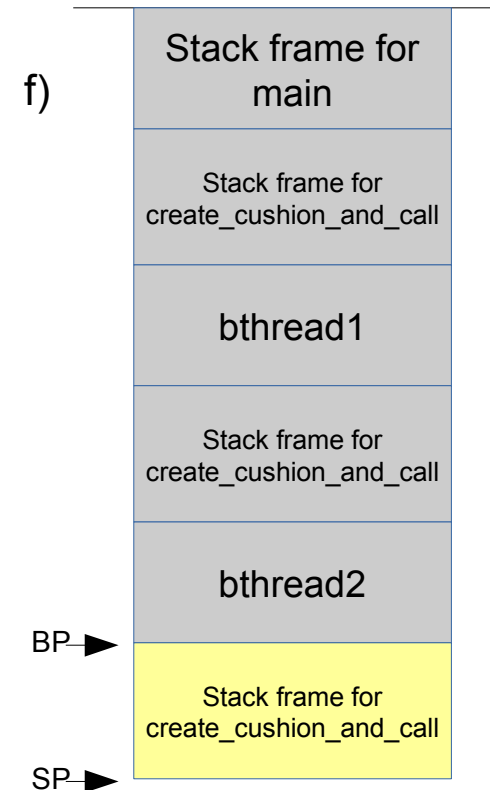 f)
Stack frame for
main
Stack frame for
create_cushion_and_call
bthread1
Stack frame for
create_cushion_and_call
bthread2
BP
Stack frame for
create_cushion_and_call
SP